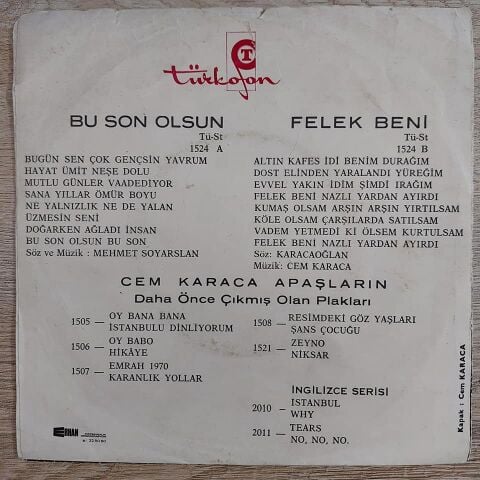 CT
türkofon
BU SON OLSUN
Tü-St
1524 A
BUGÜN SEN ÇOK GENÇSİN YAVRUM
HAYAT ÜMİT NEŞE DOLU
MUTLU GÜNLER VAADEDİYOR
SANA YILLAR ÖMÜR BOYU
NE YALNIZLIK NE DE YALAN
ÜZMESİN SENİ
DOĞARKEN AĞLADI İNSAN
BU SON OLSUN BU SON
Söz ve Müzik : MEHMET SOYARSLAN
FELEK BENİ
Tü-St
1524 B
ALTIN KAFES İDİ BENİM DURAĞIM
DOST ELİNDEN YARALANDI YÜREĞİM
EVVEL YAKIN İDİM ŞİMDİ IRAĞIM
FELEK BENİ NAZLI YARDAN AYIRDI
KUMAŞ OLSAM ARŞIN ARŞIN YIRTILSAM
KÖLE OLSAM ÇARŞILARDA SATILSAM
VADEM YETMEDİ Kİ ÖLSEM KURTULSAM
FELEK BENİ NAZLI YARDAN AYIRDI
Söz: KARACAOĞLAN
Müzik: CEM KARACA
CEM KARACA APAŞLARIN
Daha Önce Çıkmış Olan Plakları
1505 — OY BANA BANA
İSTANBULU DİNLİYORUM
1506 — OY BABO
HİKÂYE
1507 — EMRAH 1970
KARANLIK YOLLAR
1508 — RESİMDEKİ GÖZ YAŞLARI
ŞANS ÇOCUĞU
1521 — ZEYNO
NİKSAR
İNGİLİZCE SERİSİ
2010 — İSTANBUL
WHY
2011 — TEARS
NO, NO, NO.
Kapak : Cem KARACA
ERHAN